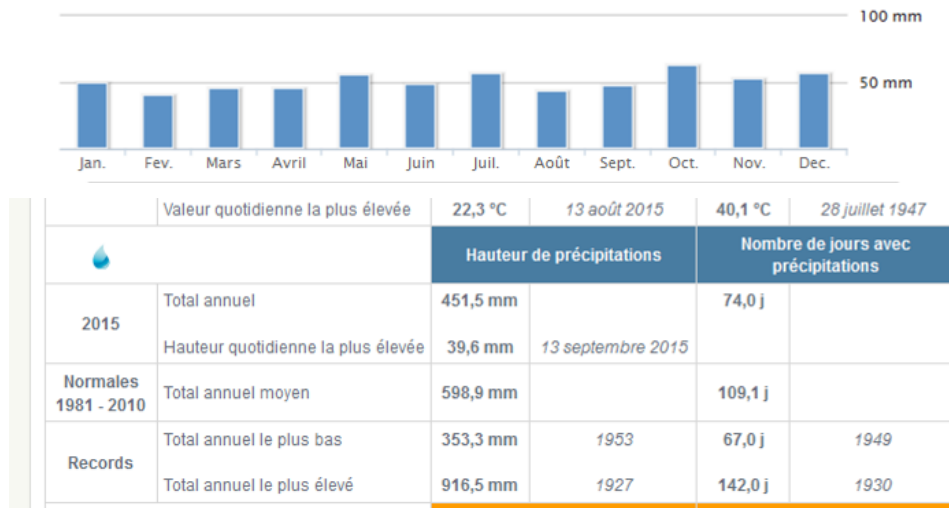 100 mm
50 mm
Jan. Fev. Mars Avril Mai Juin Juil. Août Sept. Oct. Nov. Dec.
Valeur quotidienne la plus élevée 22,3 °C 13 août 2015 40,1 °C 28 juillet 1947
Hauteur de précipitations Nombre de jours avec
précipitations
2015 Total annuel 451,5 mm 74,0 j
Hauteur quotidienne la plus élevée 39,6 mm 13 septembre 2015
Normales
1981 - 2010 Total annuel moyen 598,9 mm 109,1 j
Records Total annuel le plus bas 353,3 mm 1953 67,0 j 1949
Total annuel le plus élevé 916,5 mm 1927 142,0 j 1930